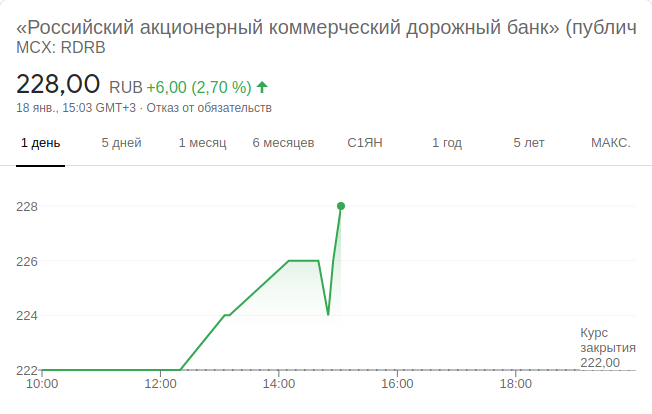 «Российский акционерный коммерческий дорожный банк» (публич
MCX: RDRB
228,00 RUB +6,00 (2,70 %)
18 янв., 15:03 GMT+3 · Отказ от обязательств
1 день 5 дней 1 месяц 6 месяцев С1ЯН 1 год 5 лет МАКС.
228
226
224
Курс
закрытия
222,00
222
10:00 12:00 14:00 16:00 18:00